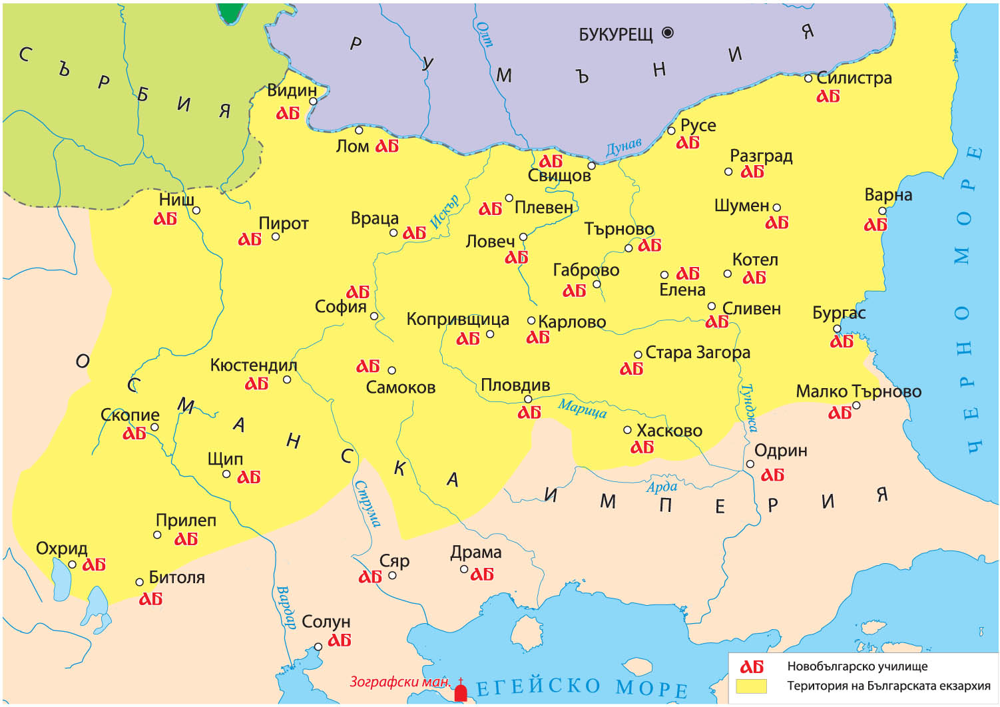 СЪРБИЯ
РУМЪНИЯ
БУКУРЕЩ
Олт
Видин
АБ
Лом АБ
Силистра
АБ
Русе
АБ
Дунав
Разград
АБ
АБ
Свищов
Ниш
АБ
Пирот
АБ
Враца
АБ
Искър
АБ
Плевен
Ловеч
АБ
Търново
АБ
Шумен
АБ
Варна
АБ
Габрово
АБ
АБ
Елена
Котел
АБ
АБ
София
Копривщица
АБ
Карлово
АБ
Сливен
АБ
Бургас
АБ
Стара Загора
АБ
Кюстендил
АБ
АБ
Самоков
Пловдив
АБ
Марица
Тунджа
Малко Търново
АБ
Скопие
АБ
Хасково
АБ
Щип
АБ
Одрин
АБ
ОСМАНСКА ИМПЕРИЯ
Арда
Струма
Прилеп
АБ
Охрид
АБ
Битоля
АБ
Сяр
АБ
Драма
АБ
Вардар
Солун
АБ
Зографски ман.
ЕГЕЙСКО МОРЕ
ЧЕРНО МОРЕ
АБ Новобългарско училище
Територия на Българската екзархия